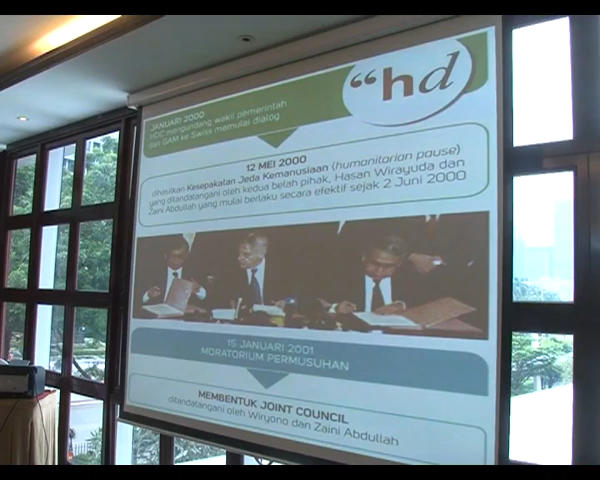 “hd
JANUARI 2000
HDC mengundang wakil pemerintah
dan GAM ke Swiss memulai dialog
12 MEI 2000
dihasilkan Kesepakatan Jeda Kemanusiaan (humanitarian pause)
yang ditandatangani oleh kedua belah pihak, Hasan Wirayuda dan
Zaini Abdullah yang mulai berlaku secara efektif sejak 2 Juni 2000
15 JANUARI 2001
MORATORIUM PERMUSUHAN
MEMBENTUK JOINT COUNCIL
ditandatangani oleh Wiryono dan Zaini Abdullah